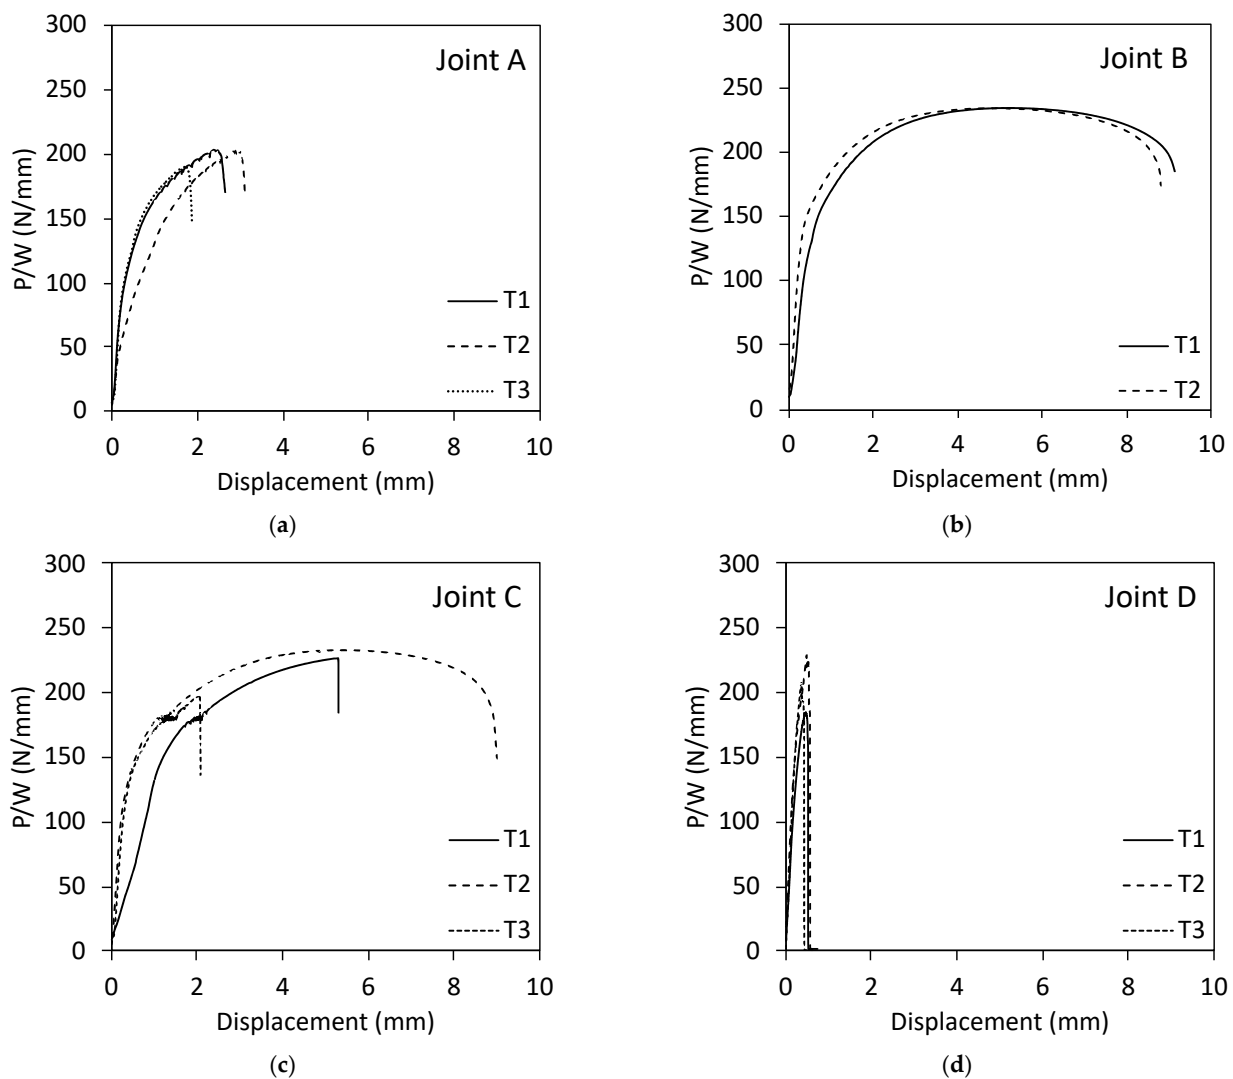 Joint A
P/W (N/mm)
300
250
200
150
100
50
0
T1
T2
T3
0 2 4 6 8 10
Displacement (mm)
(a)
Joint B
P/W (N/mm)
300
250
200
150
100
50
0
T1
T2
0 2 4 6 8 10
Displacement (mm)
(b)
Joint C
P/W (N/mm)
300
250
200
150
100
50
0
T1
T2
T3
0 2 4 6 8 10
Displacement (mm)
(c)
Joint D
P/W (N/mm)
300
250
200
150
100
50
0
T1
T2
T3
0 2 4 6 8 10
Displacement (mm)
(d)